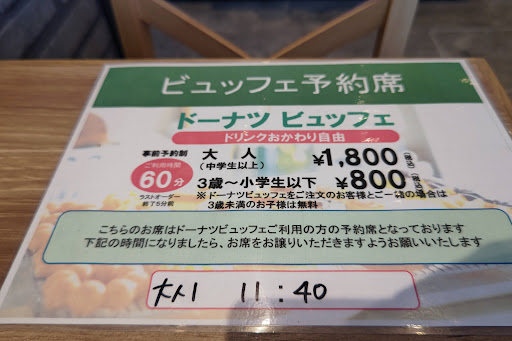 ビュッフェ予約席
ドーナツ ビュッフェ
ドリンクおかわり自由
事前予約制
ご利用時間
60分
ラストオーダー
終了5分前
大 人 ¥1,800(税込)
(中学生以上)
3歳〜小学生以下 ¥800(税込)
※ドーナツビュッフェをご注文のお客様とご一緒の場合は
3歳未満のお子様は無料
こちらのお席はドーナツビュッフェご利用の方の予約席となっております
下記の時間になりましたら、お席をお譲りいただきますようお願いいたします
大人1 11:40